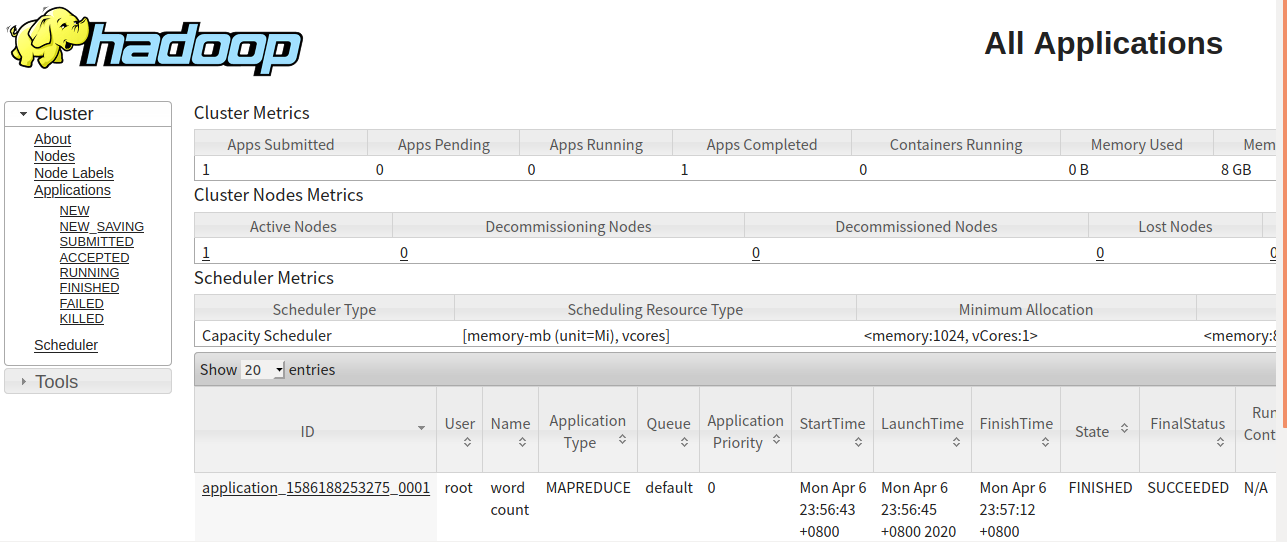 hadoop
All Applications
Cluster
About
Nodes
Node Labels
Applications
NEW
NEW_SAVING
SUBMITTED
ACCEPTED
RUNNING
FINISHED
FAILED
KILLED
Scheduler
Tools
Cluster Metrics
Apps Submitted Apps Pending Apps Running Apps Completed Containers Running Memory Used Mem
1 0 0 1 0 0 B 8 GB
Cluster Nodes Metrics
Active Nodes Decommissioning Nodes Decommissioned Nodes Lost Nodes
1 0 0 0 0
Scheduler Metrics
Scheduler Type Scheduling Resource Type Minimum Allocation
Capacity Scheduler [memory-mb (unit=Mi), vcores] <memory:1024, vCores:1> <memory:8
Show 20 entries
ID User Name Application Type Queue Application Priority StartTime LaunchTime FinishTime State FinalStatus Run Cont
application_1586188253275_0001 root word MAPREDUCE default 0 Mon Apr 6 Mon Apr 6 Mon Apr 6 FINISHED SUCCEEDED N/A
count 23:56:43 23:56:45 23:57:12
+0800 +0800 2020 +0800